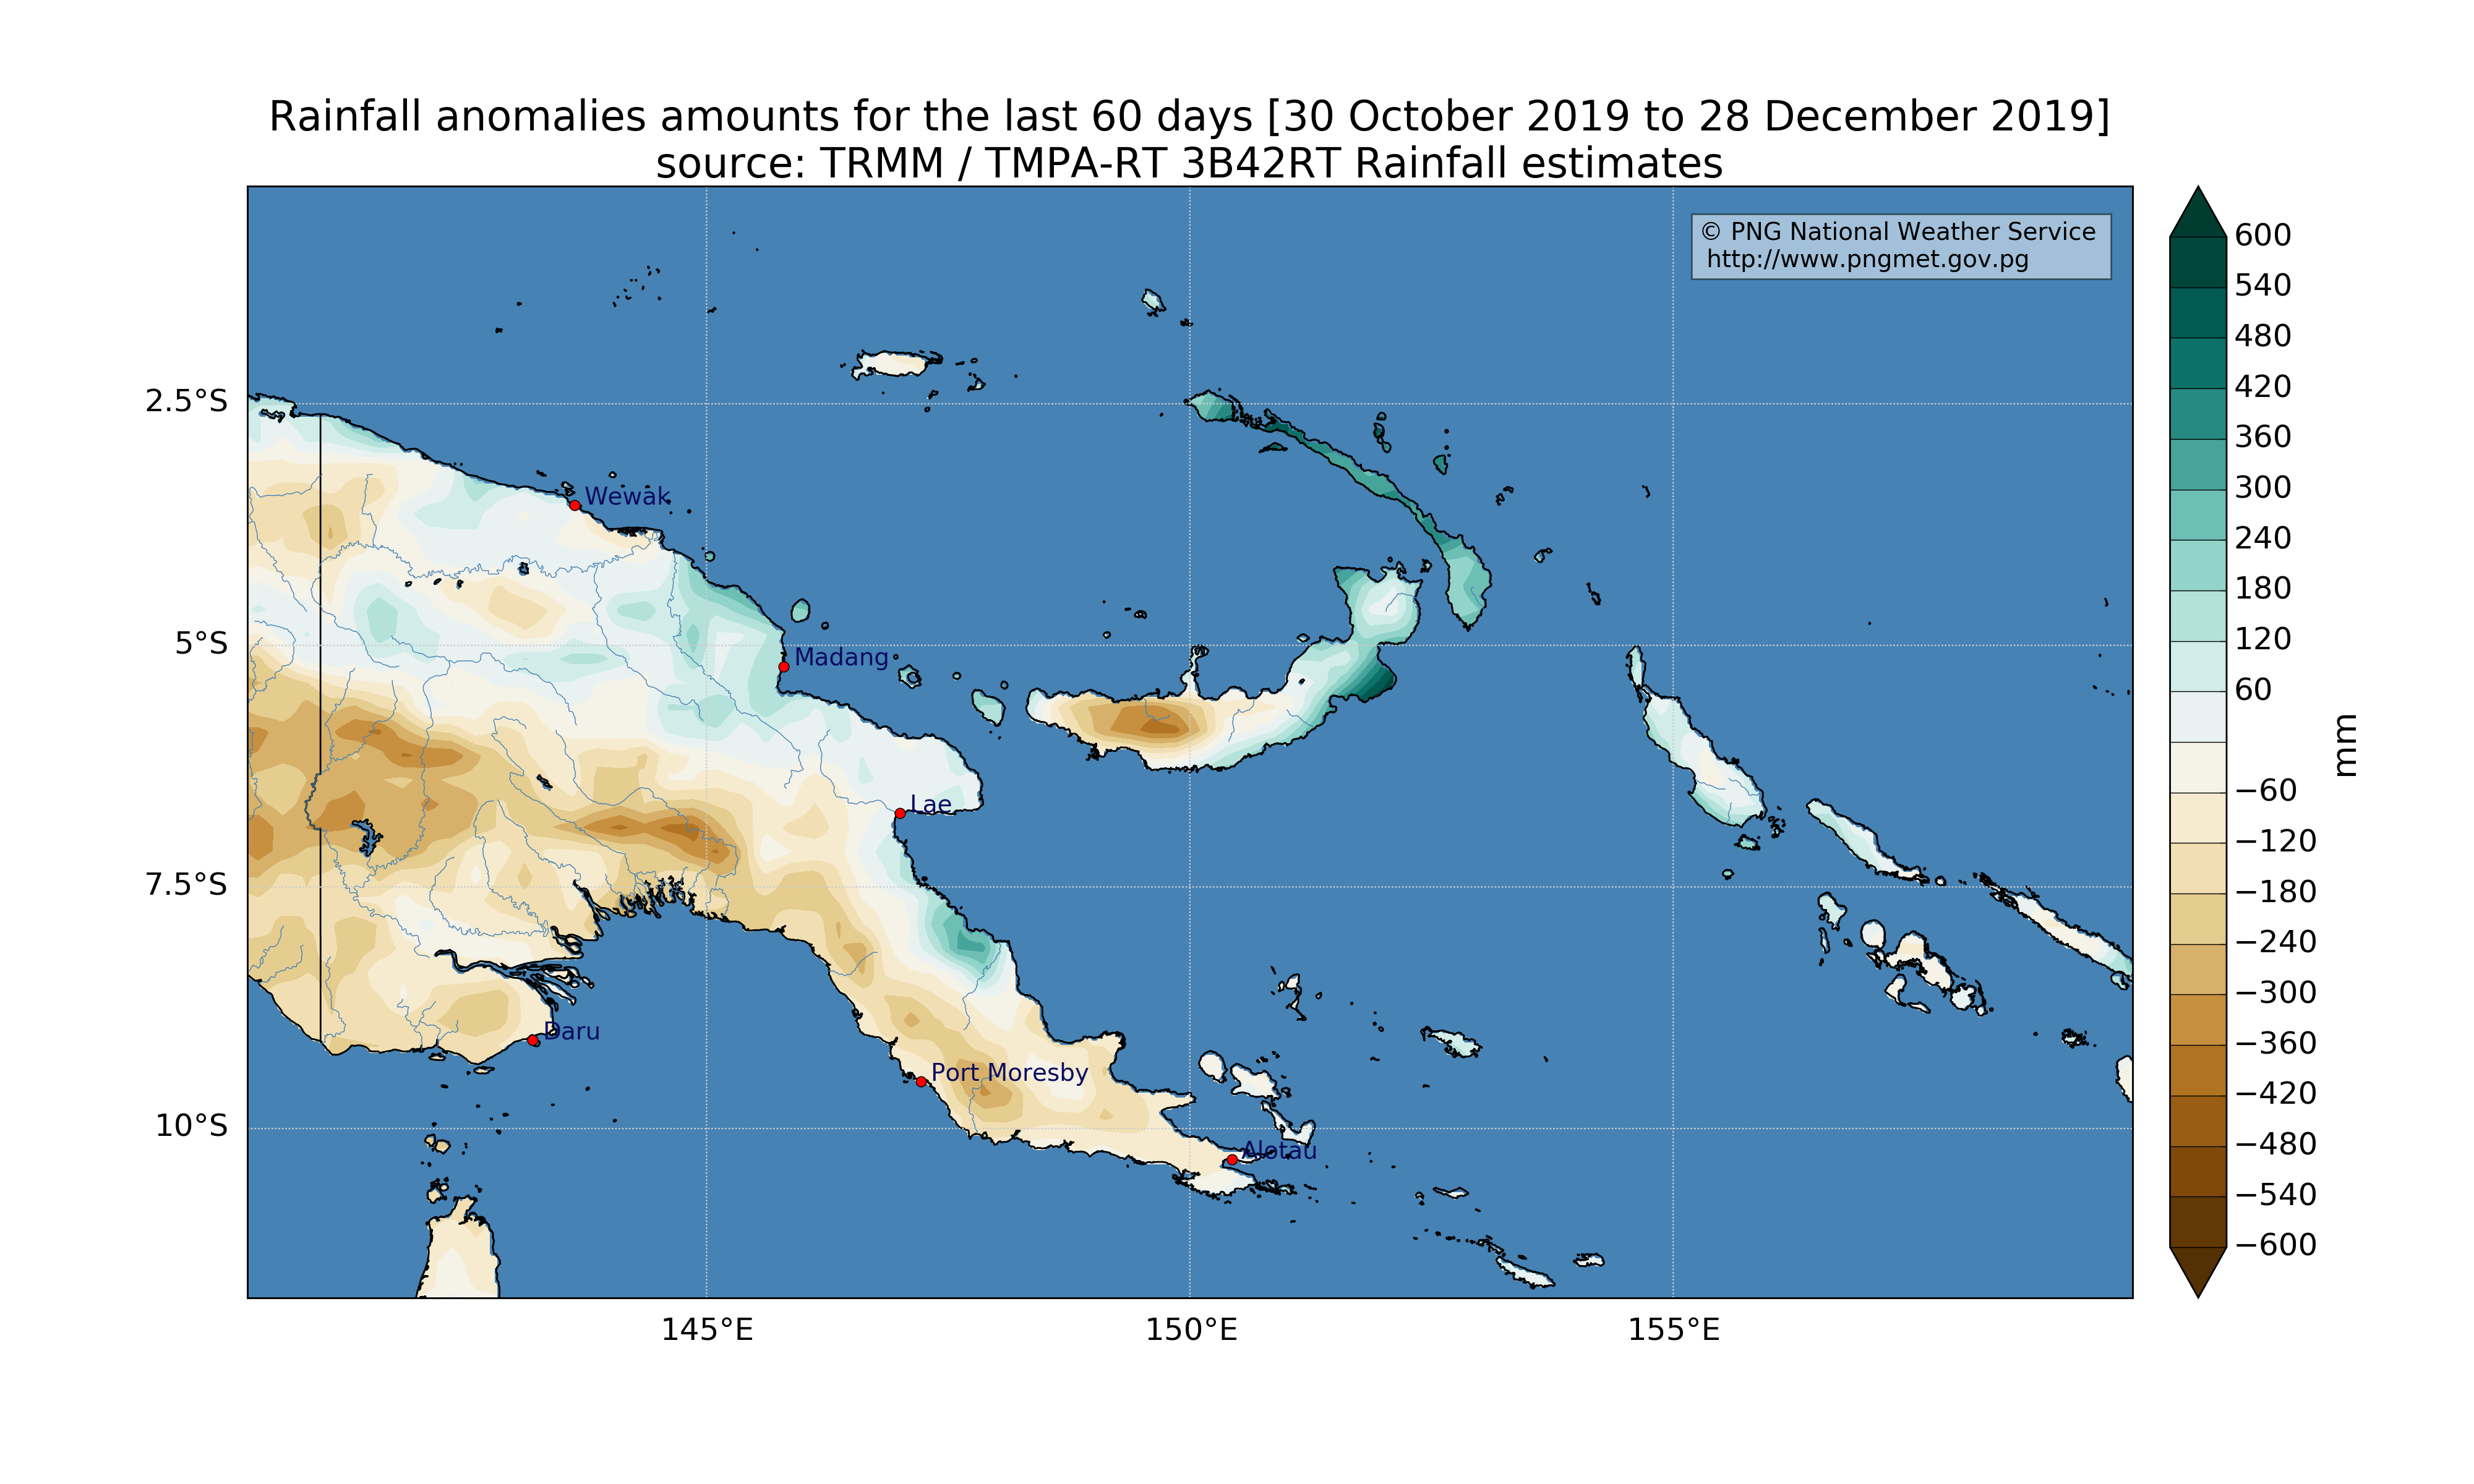 Rainfall anomalies amounts for the last 60 days [30 October 2019 to 28 December 2019]
source: TRMM / TMPA-RT 3B42RT Rainfall estimates
© PNG National Weather Service
http://www.pngmet.gov.pg
2.5°S
5°S
7.5°S
10°S
145°E
150°E
155°E
Wewak
Madang
Lae
Daru
Port Moresby
Alotau
600
540
480
420
360
300
240
180
120
60
−60
−120
−180
−240
−300
−360
−420
−480
−540
−600
mm